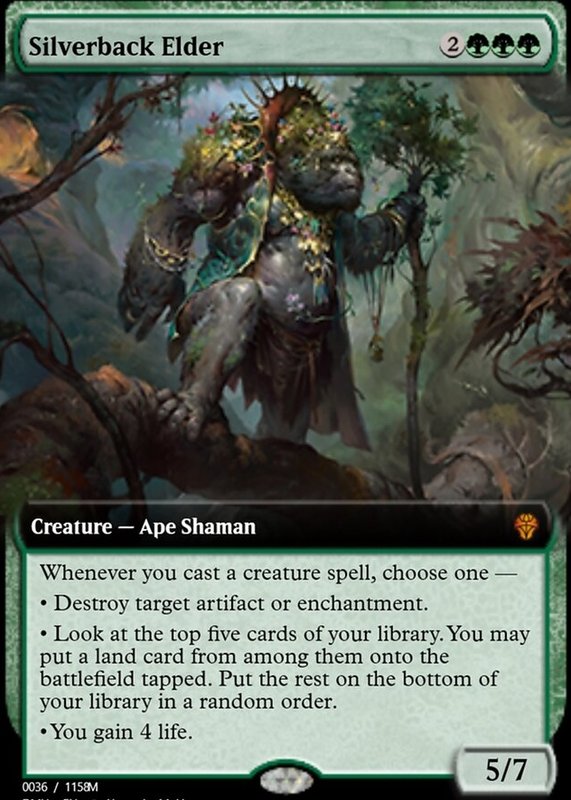 Silverback Elder 2
Creature — Ape Shaman
Whenever you cast a creature spell, choose one —
• Destroy target artifact or enchantment.
• Look at the top five cards of your library. You may
put a land card from among them onto the
battlefield tapped. Put the rest on the bottom of
your library in a random order.
• You gain 4 life.
5/7
0036 / 1158M